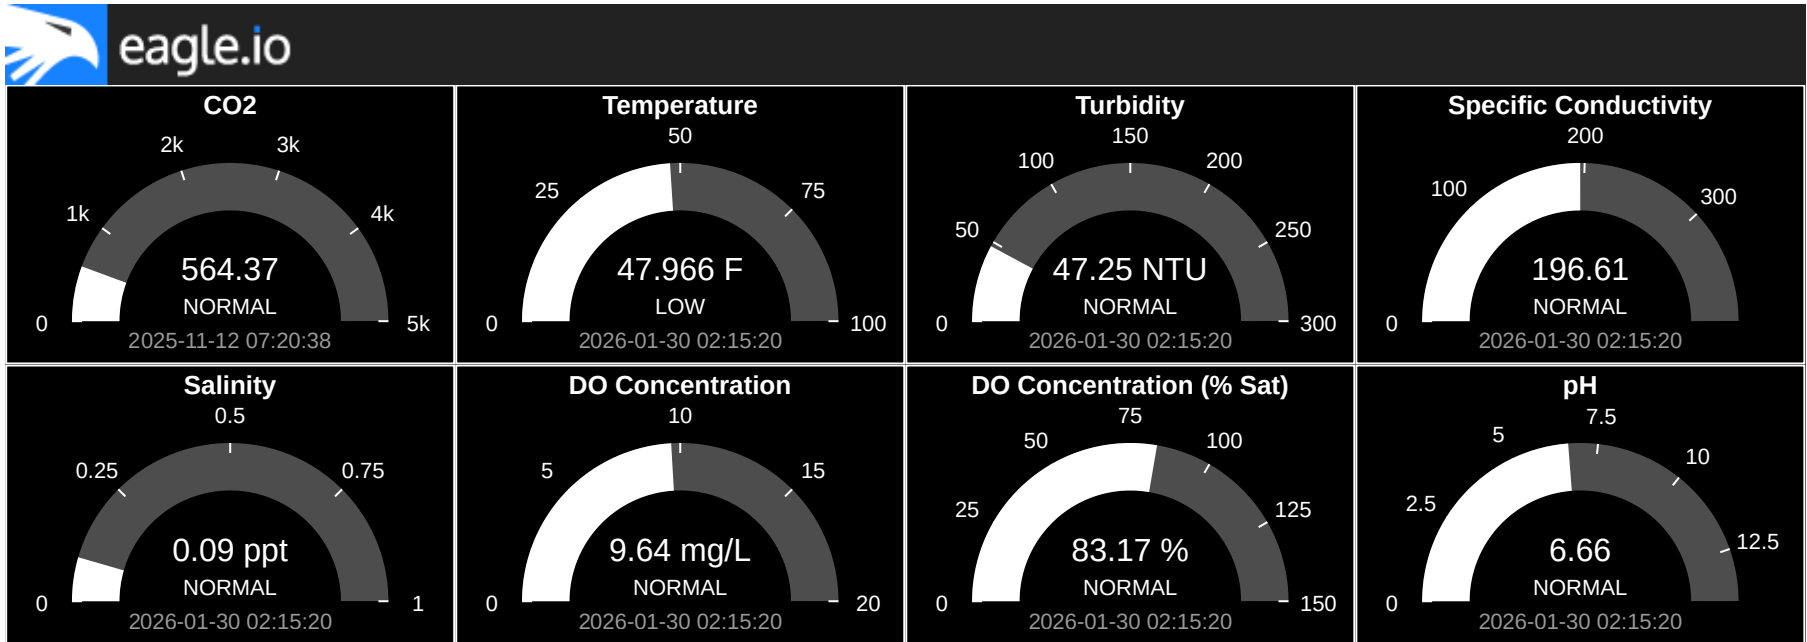 eagle.io
CO2
0
1k
2k
3k
4k
5k
564.37
NORMAL
2025-11-12 07:20:38
Temperature
0
25
50
75
100
47.966 F
LOW
2026-01-30 02:15:20
Turbidity
0
50
100
150
200
250
300
47.25 NTU
NORMAL
2026-01-30 02:15:20
Specific Conductivity
0
100
200
300
196.61
NORMAL
2026-01-30 02:15:20
Salinity
0
0.25
0.5
0.75
1
0.09 ppt
NORMAL
2026-01-30 02:15:20
DO Concentration
0
5
10
15
20
9.64 mg/L
NORMAL
2026-01-30 02:15:20
DO Concentration (% Sat)
0
25
50
75
100
125
150
83.17 %
NORMAL
2026-01-30 02:15:20
pH
0
2.5
5
7.5
10
12.5
6.66
NORMAL
2026-01-30 02:15:20